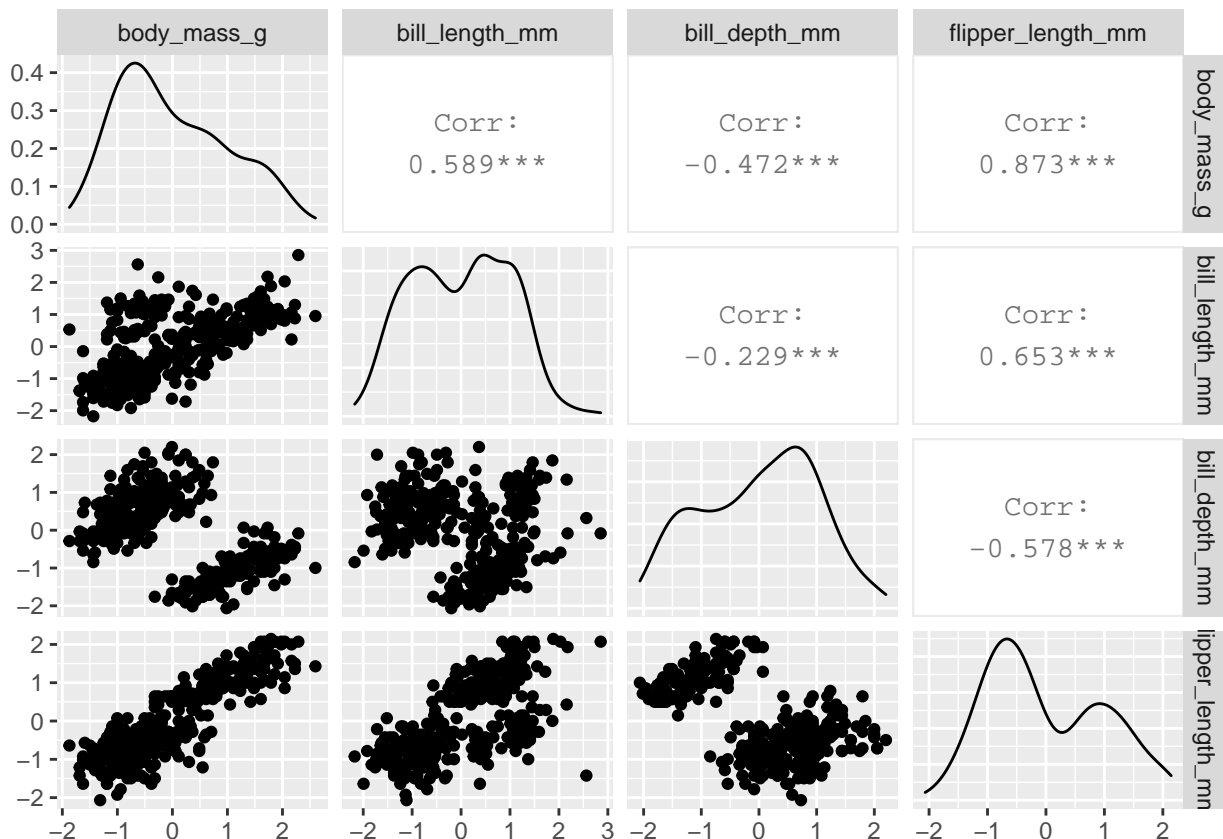 body_mass_g bill_length_mm bill_depth_mm flipper_length_mm
0.4
0.3
0.2
0.1
0.0
Corr:
0.589***
Corr:
−0.472***
Corr:
0.873***
body_mass_g
3
2
1
0
−1
−2
Corr:
−0.229***
Corr:
0.653***
bill_length_mm
2
1
0
−1
−2
Corr:
−0.578***
bill_depth_mm
2
1
0
−1
−2
lipper_length_mn
−2 −1 0 1 2 −2 −1 0 1 2 3 −2 −1 0 1 2 −2 −1 0 1 2